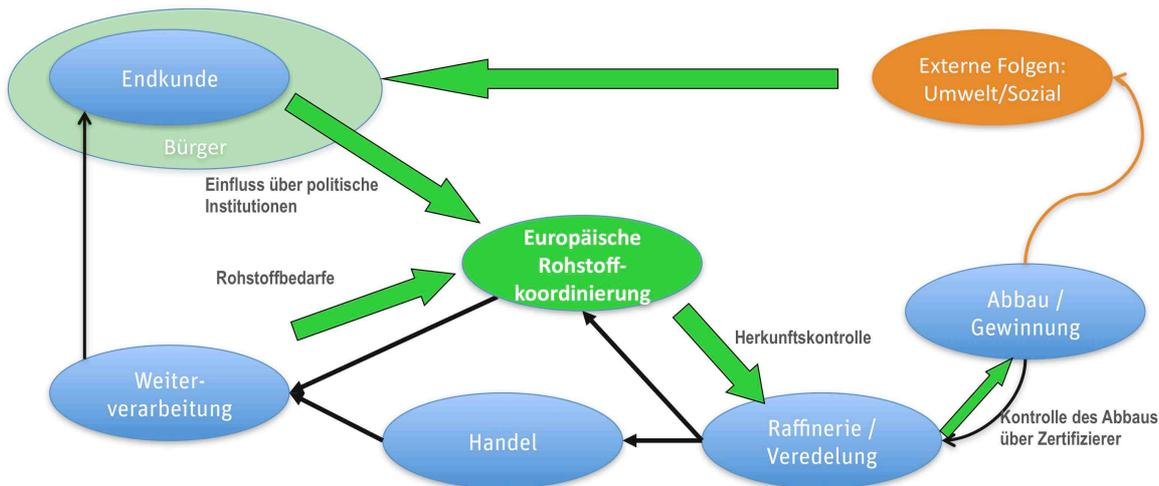 Endkunde
Bürger
Externe Folgen:
Umwelt/Sozial
Einfluss über politische
Institutionen
Europäische
Rohstoff-
koordinierung
Rohstoffbedarfe
Abbau /
Gewinnung
Herkunftskontrolle
Weiter-
verarbeitung
Handel
Raffinerie /
Veredelung
Kontrolle des Abbaus
über Zertifizierer